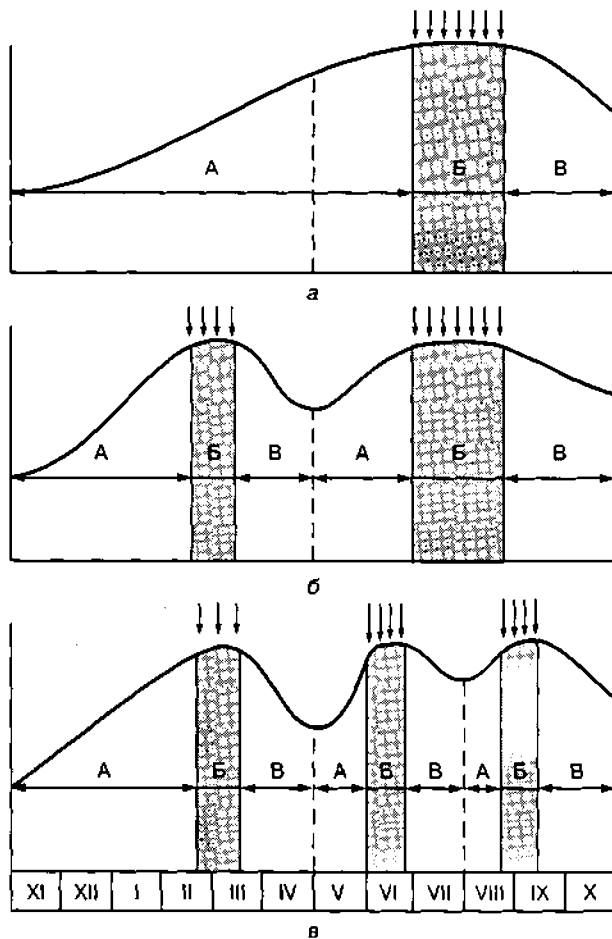 А Б В
а
А Б В А Б В
б
А Б В А Б В А Б В
XI XII I II III IV V VI VII VIII IX X
в